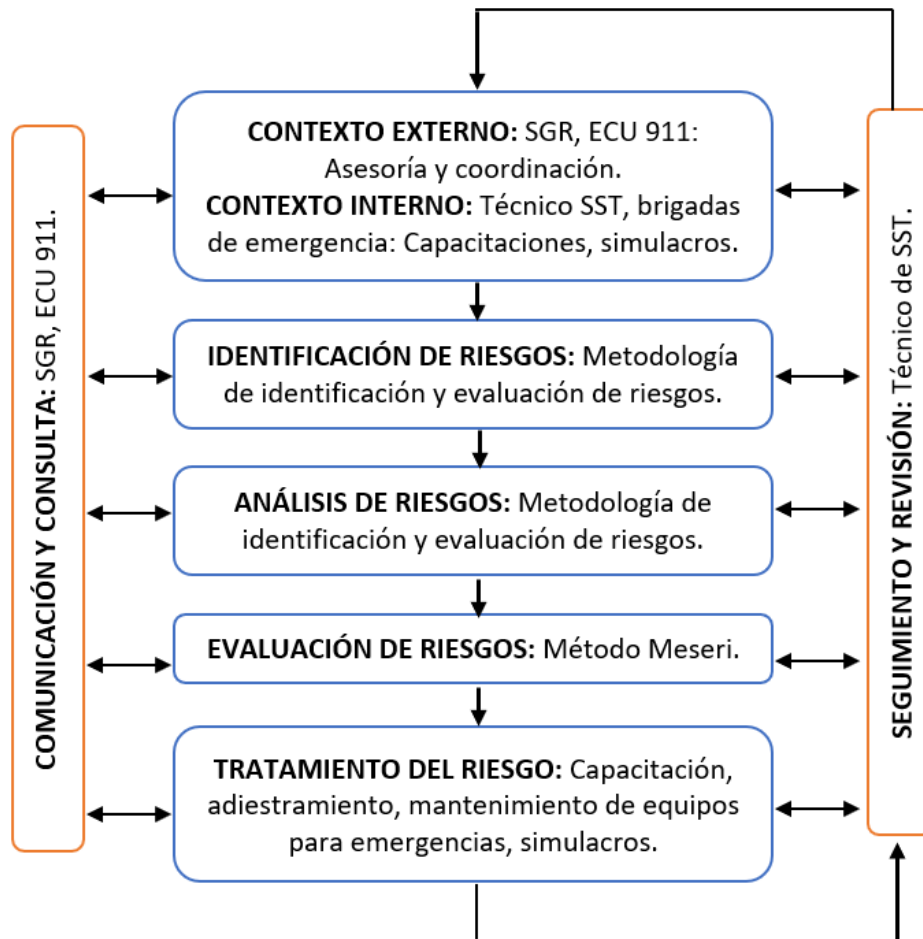 COMUNICACIÓN Y CONSULTA: SGR, ECU 911.
CONTEXTO EXTERNO: SGR, ECU 911:
Asesoría y coordinación.
CONTEXTO INTERNO: Técnico SST, brigadas
de emergencia: Capacitaciones, simulacros.
IDENTIFICACIÓN DE RIESGOS: Metodología
de identificación y evaluación de riesgos.
ANÁLISIS DE RIESGOS: Metodología de
identificación y evaluación de riesgos.
EVALUACIÓN DE RIESGOS: Método Meseri.
TRATAMIENTO DEL RIESGO: Capacitación,
adiestramiento, mantenimiento de equipos
para emergencias, simulacros.
SEGUIMIENTO Y REVISIÓN: Técnico de SST.